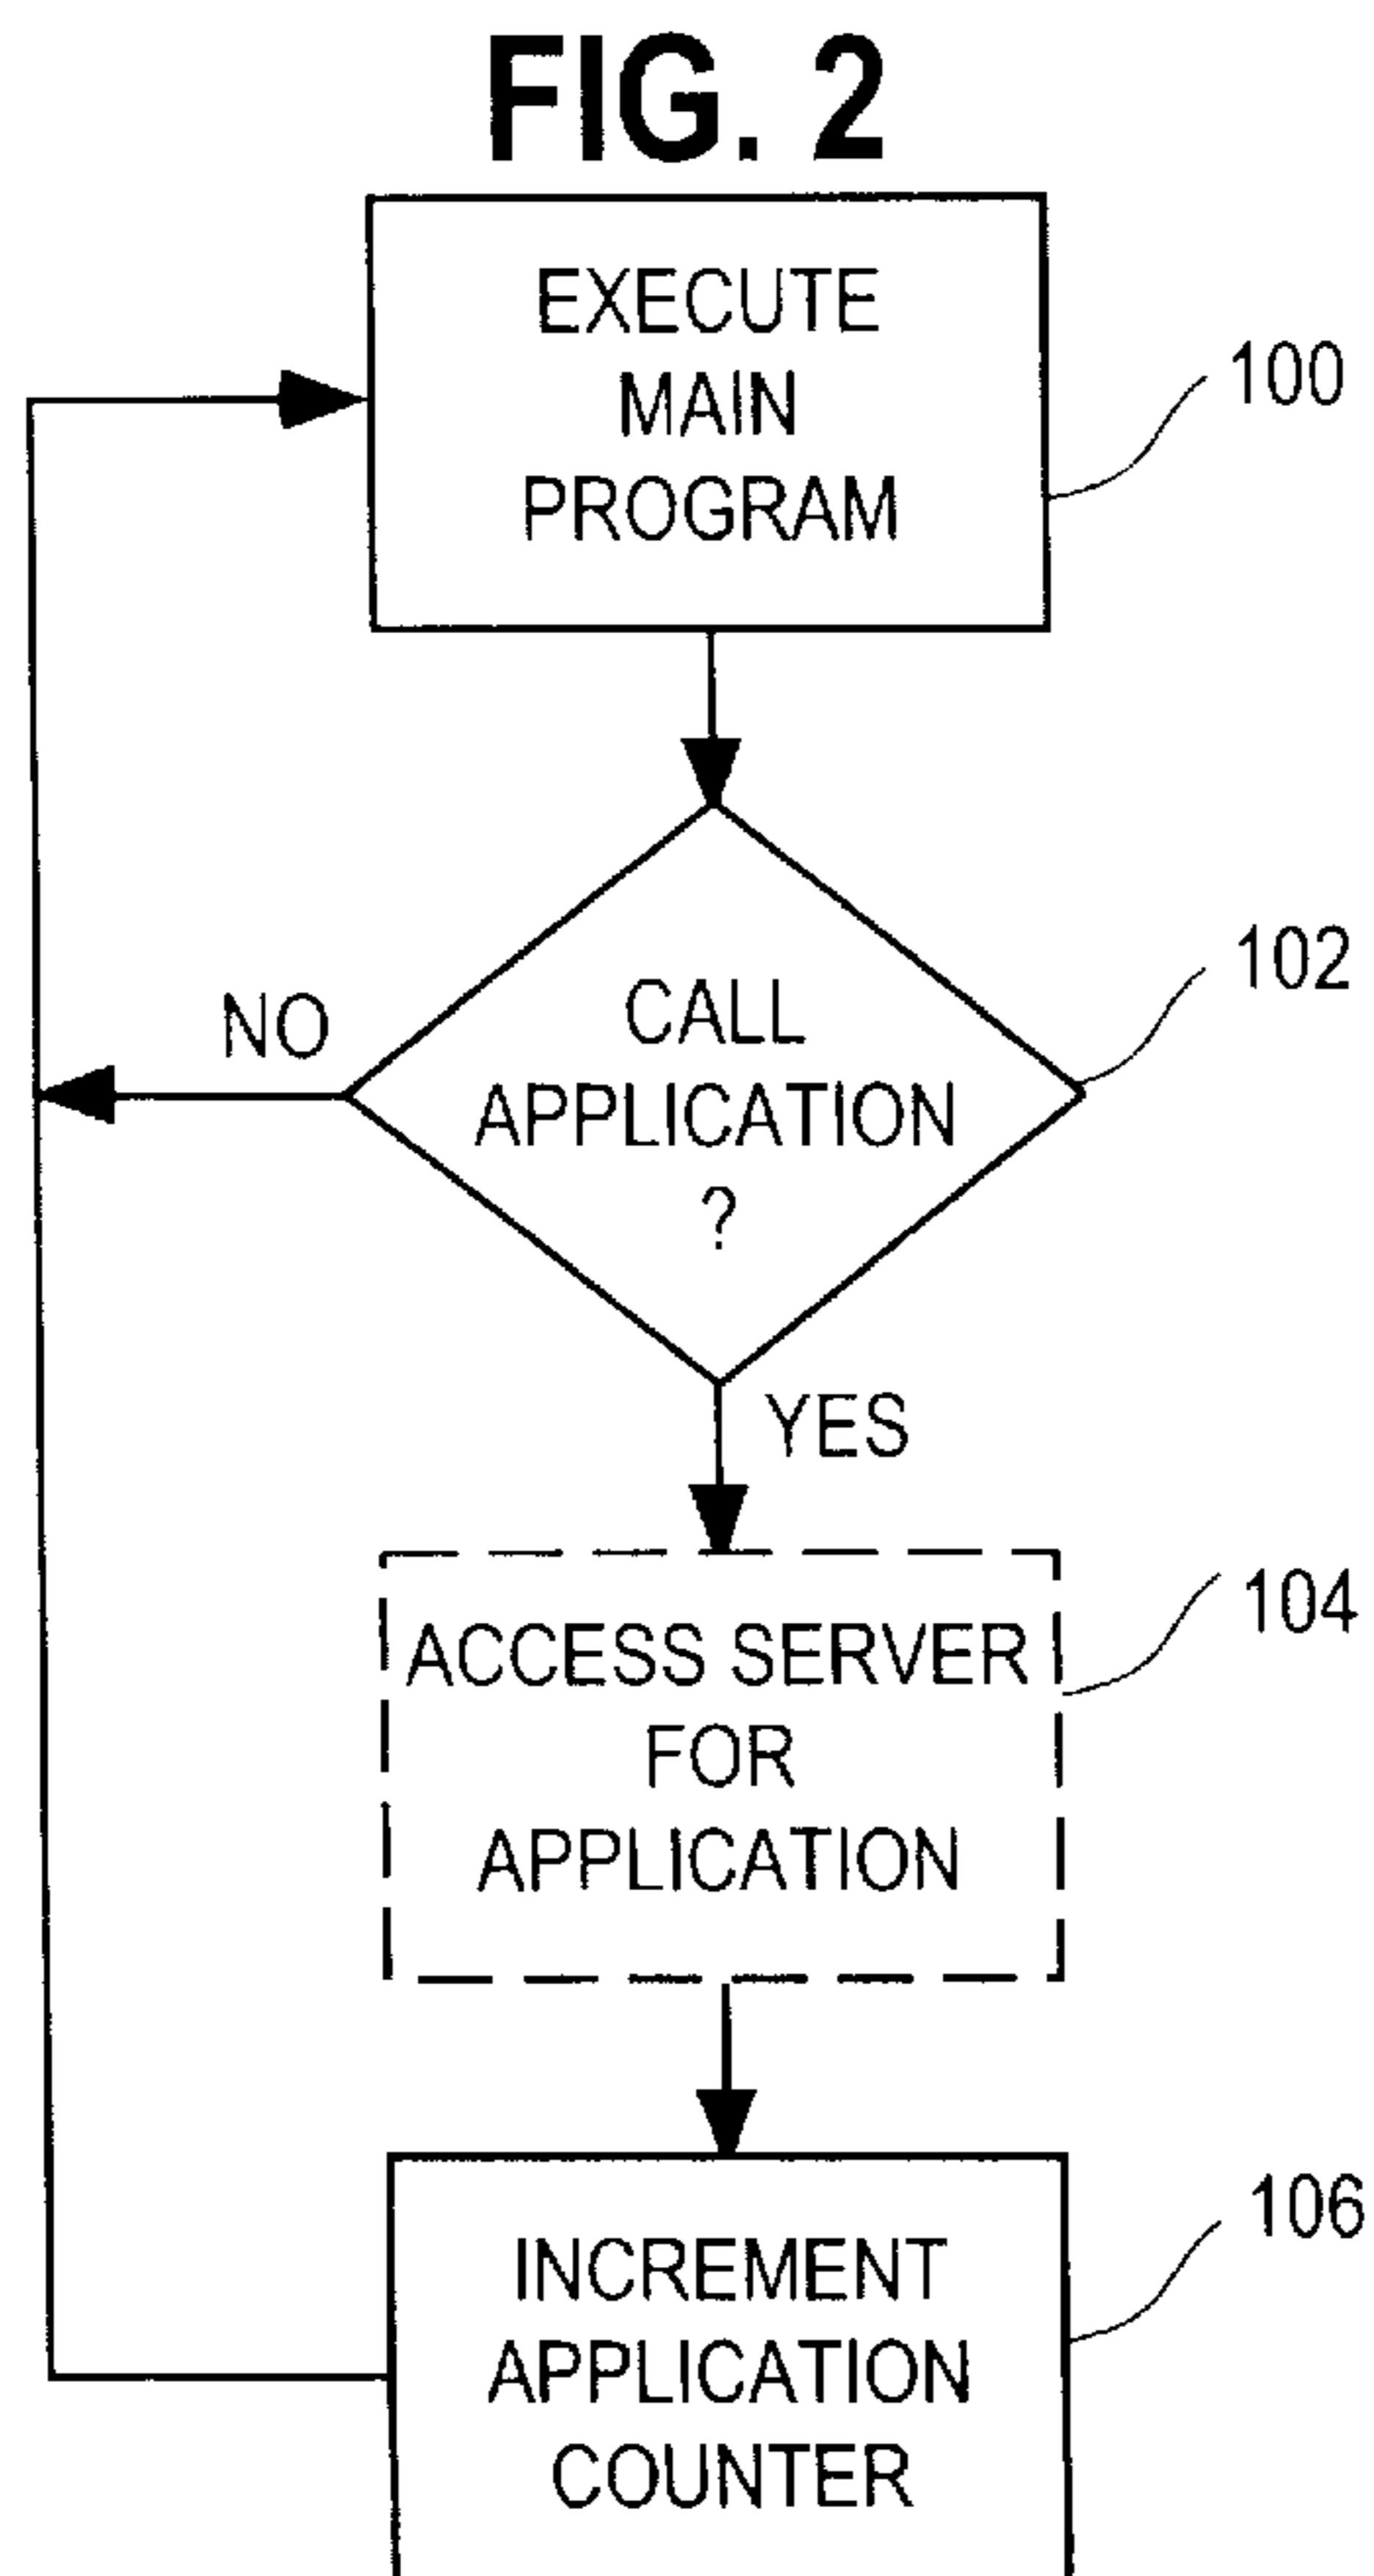 FIG. 2
EXECUTE
MAIN
PROGRAM
100
CALL
APPLICATION
?
102
NO
YES
ACCESS SERVER
FOR
APPLICATION
104
INCREMENT
APPLICATION
COUNTER
106